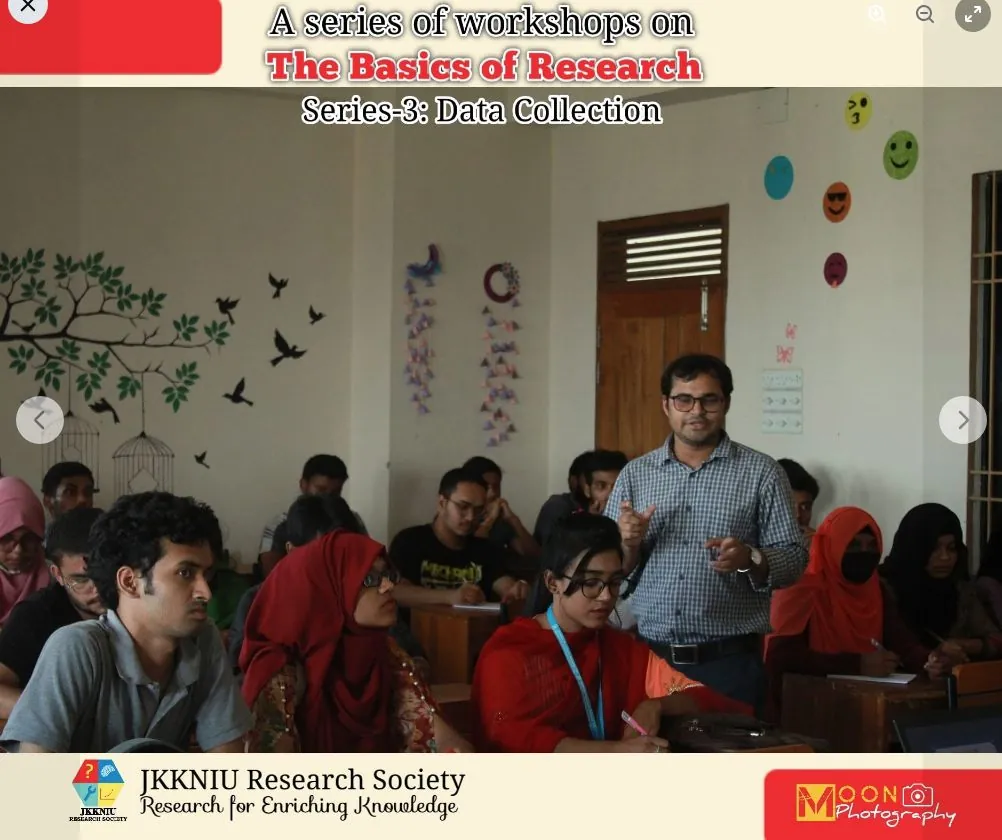 A series of workshops on
The Basics of Research
Series-3: Data Collection
JKKNIU Research Society
Research for Enriching Knowledge
JKKNIU
RESEARCH SOCIETY
MOON
Photography